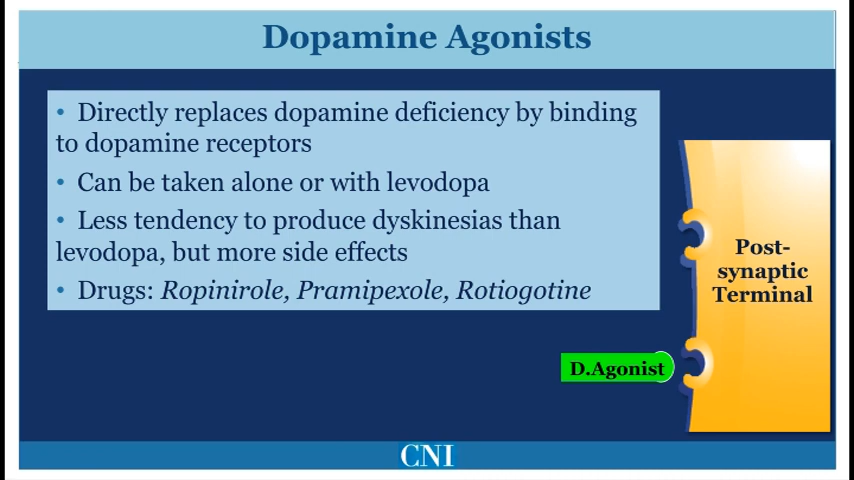 Dopamine Agonists
• Directly replaces dopamine deficiency by binding
to dopamine receptors
• Can be taken alone or with levodopa
• Less tendency to produce dyskinesias than
levodopa, but more side effects
• Drugs: Ropinirole, Pramipexole, Rotiogotine
Post-
synaptic
Terminal
D.Agonist
CNI